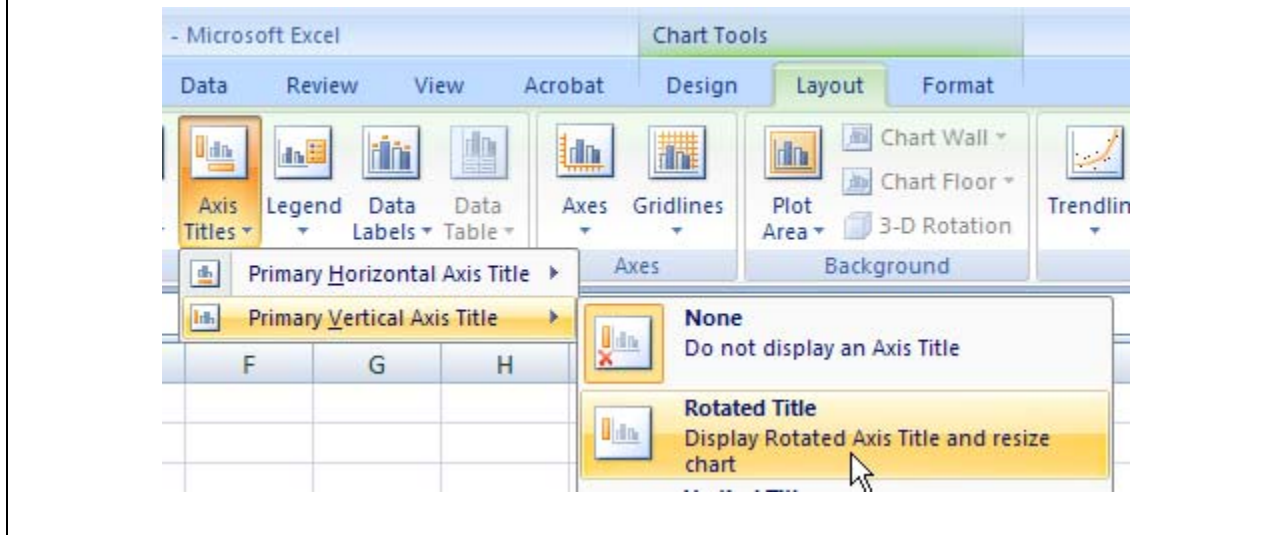 - Microsoft Excel Chart Tools
Data Review View Acrobat Design Layout Format
Axis Titles Legend Data Labels Data Table Axes Gridlines Plot Area Chart Wall
Chart Floor
3-D Rotation
Trendlin
Axes Background
Primary Horizontal Axis Title
Primary Vertical Axis Title
None
Do not display an Axis Title
F G H
Rotated Title
Display Rotated Axis Title and resize
chart